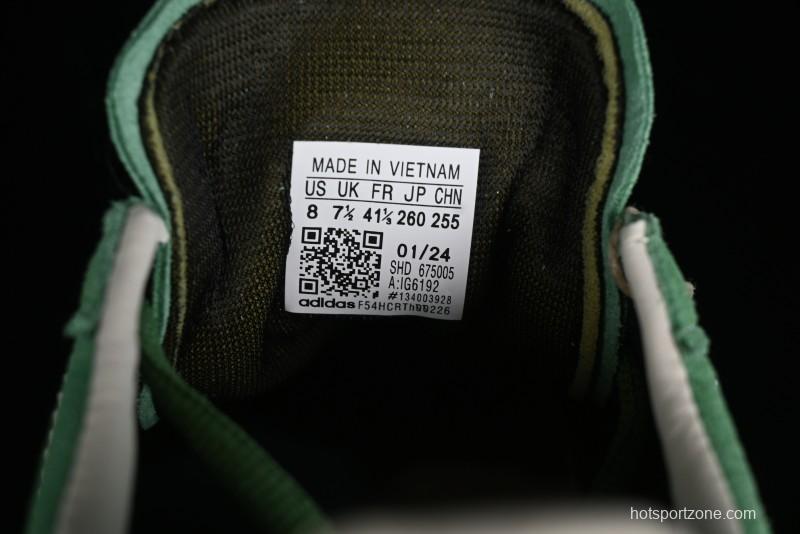 MADE IN VIETNAM
US UK FR JP CHN
8 7½ 41⅓ 260 255
01/24
SHD 675005
A:IG6192
#134003928
adidas F54HCRTh99226
hotsportzone.com